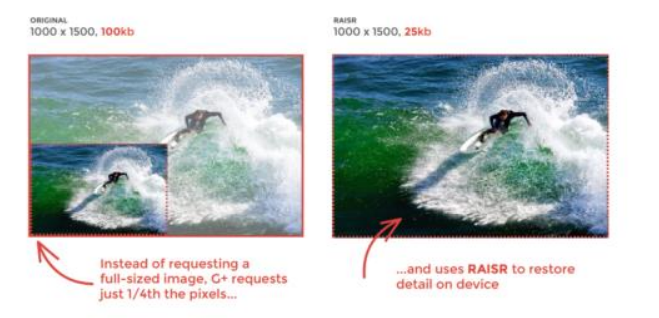 ORIGINAL
1000 x 1500, 100kb
RAISR
1000 x 1500, 25kb
Instead of requesting a
full-sized image, G+ requests
just 1/4th the pixels...
...and uses RAISR to restore
detail on device